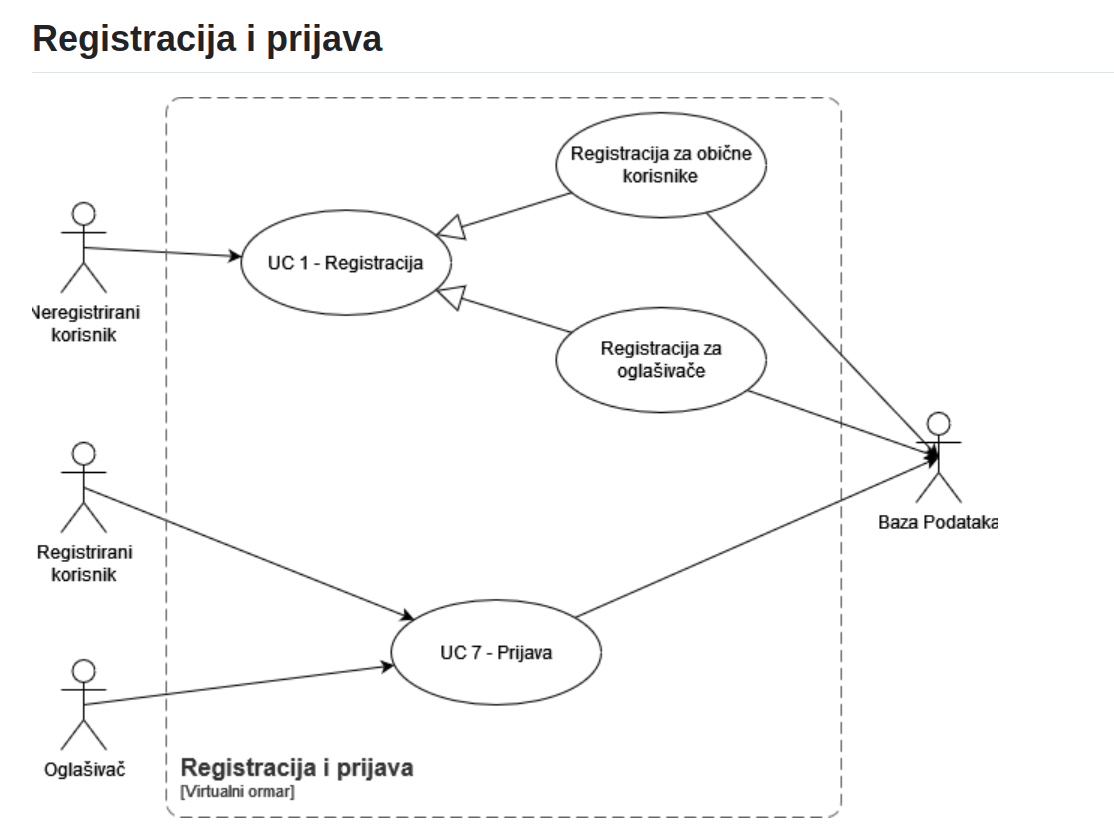 Registracija i prijava
Registracija za obične
korisnike
UC 1 - Registracija
Neregistrirani
korisnik
Registracija za
oglašivače
Baza Podataka
Registrirani
korisnik
UC 7 - Prijava
Oglašivač
Registracija i prijava
[Virtualni ormar]